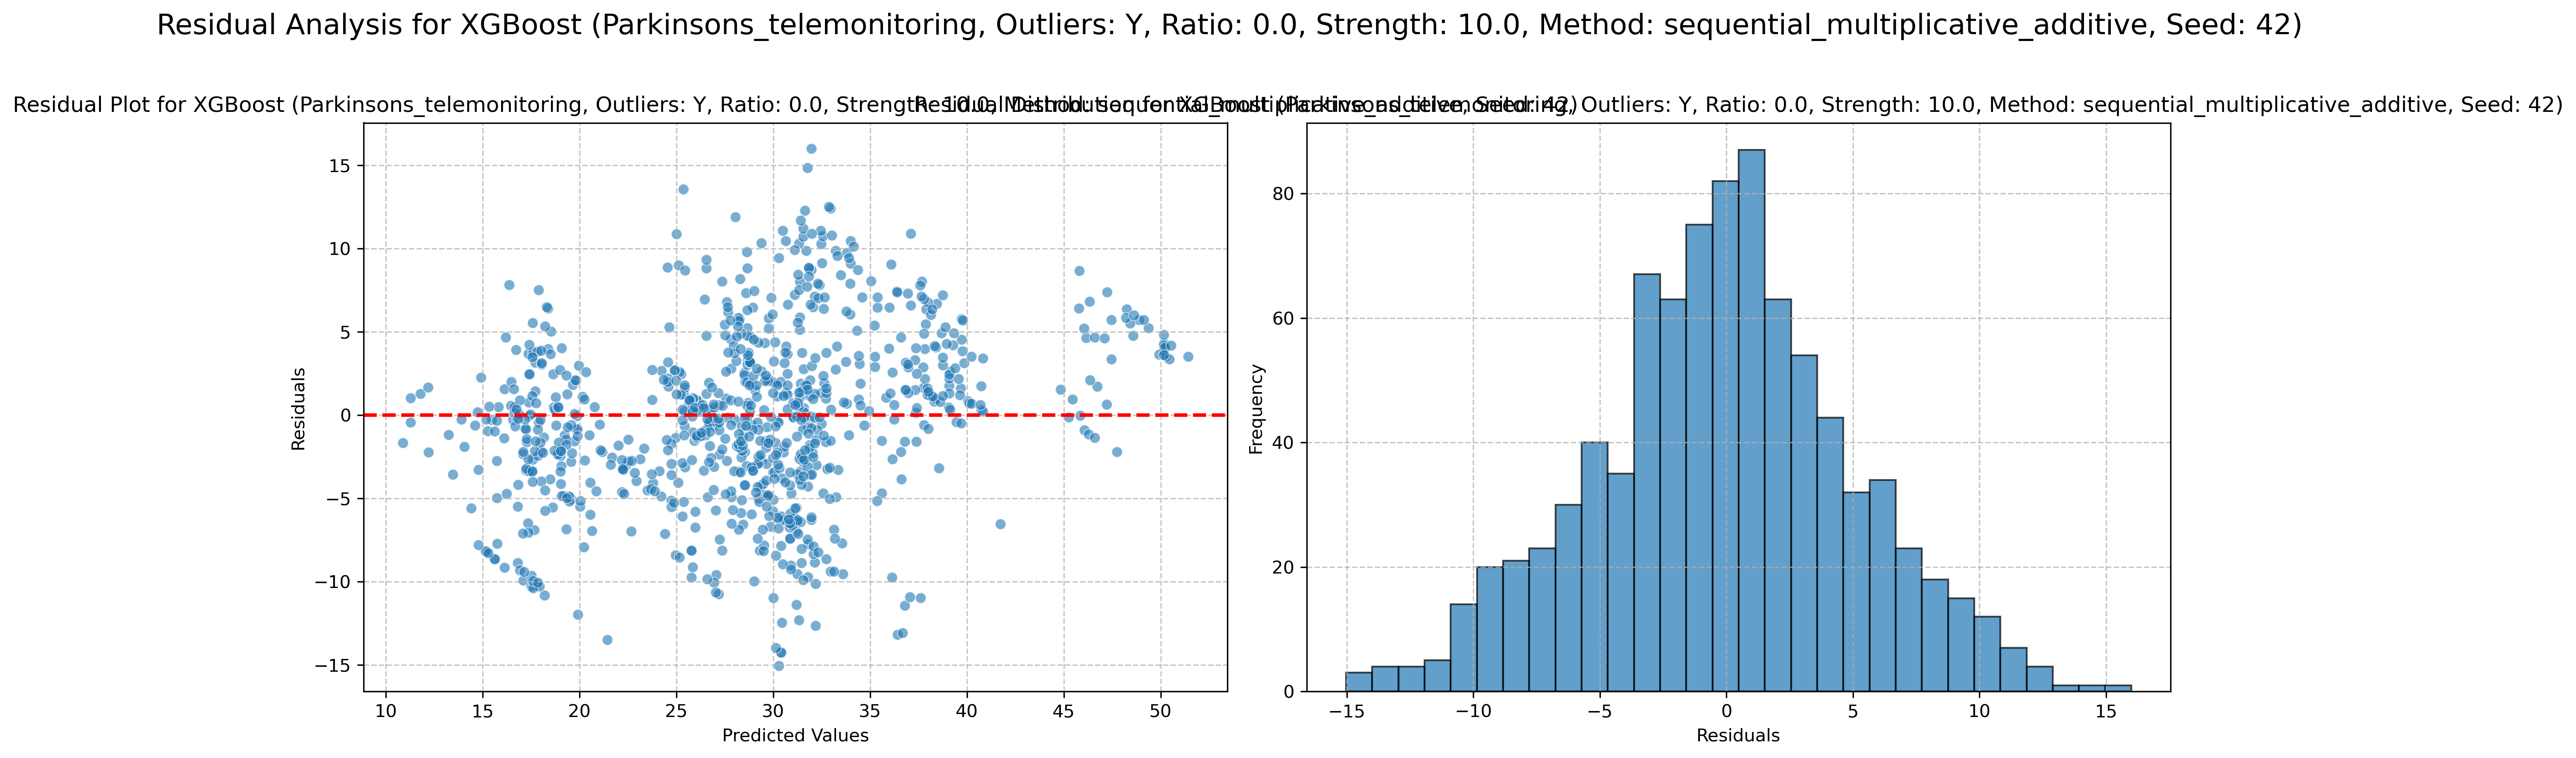 Residual Analysis for XGBoost (Parkinsons_telemonitoring, Outliers: Y, Ratio: 0.0, Strength: 10.0, Method: sequential_multiplicative_additive, Seed: 42)
Residual Plot for XGBoost (Parkinsons_telemonitoring, Outliers: Y, Ratio: 0.0, Strength: 10.0, Method: sequential_multiplicative_additive, Seed: 42)
Residual Distribution for XGBoost (Parkinsons_telemonitoring, Outliers: Y, Ratio: 0.0, Strength: 10.0, Method: sequential_multiplicative_additive, Seed: 42)
Residuals
15
10
5
0
−5
−10
−15
10 15 20 25 30 35 40 45 50
Predicted Values
Frequency
80
60
40
20
0
−15 −10 −5 0 5 10 15
Residuals